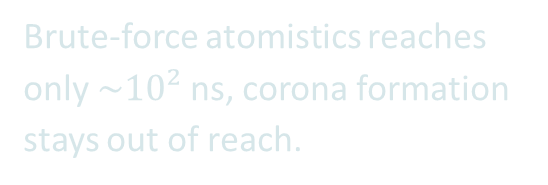 Brute-force atomistics reaches
only ~10² ns, corona formation
stays out of reach.